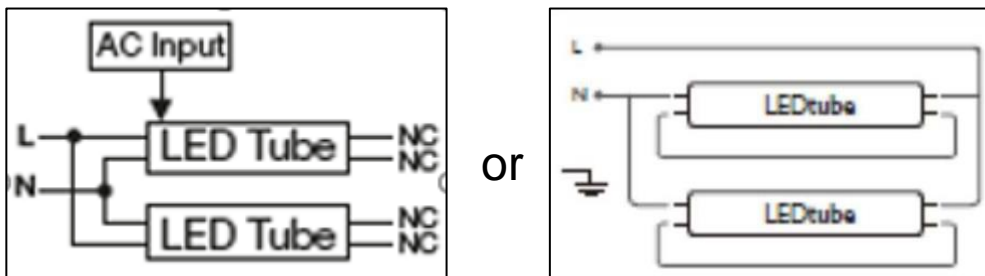 AC Input
L LED Tube NC
NC
N
LED Tube NC
NC
or
L
N LEDtube
LEDtube